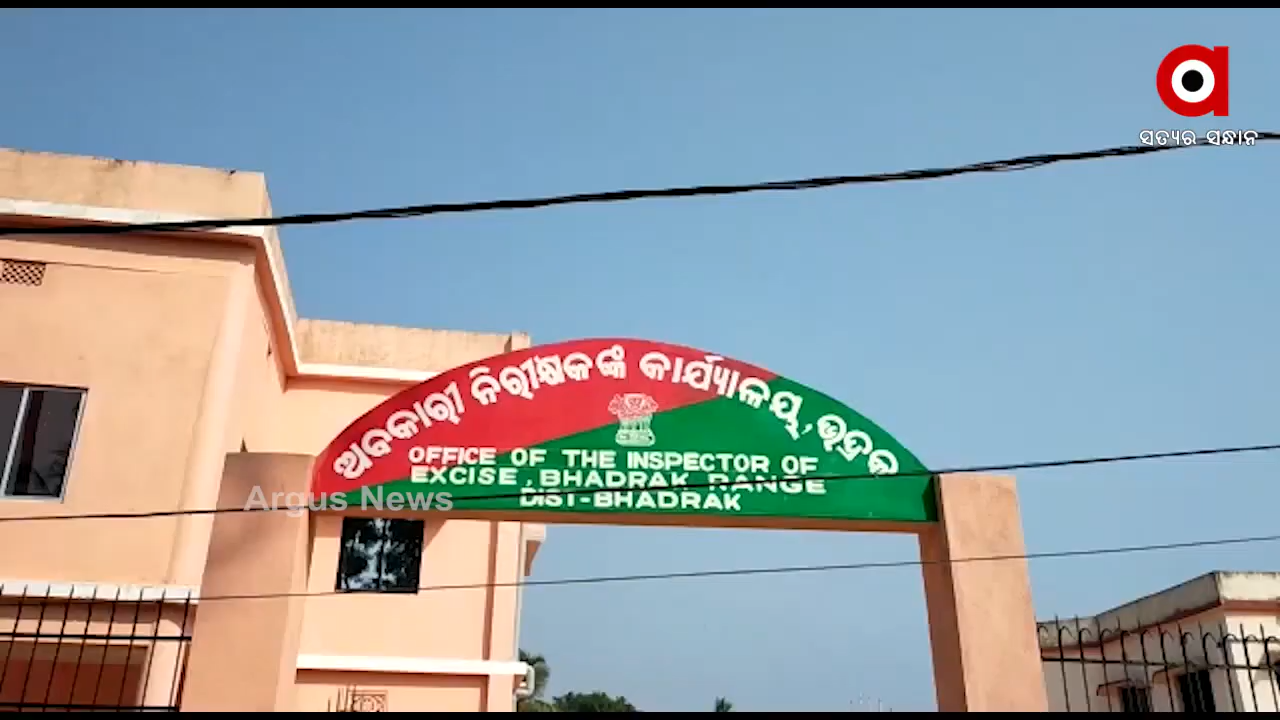 ସତ୍ୟର ସନ୍ଧାନ
ଅବକାରୀ ନିରୀକ୍ଷକଙ୍କ କାର୍ଯ୍ୟାଳୟ, ଭଦ୍ରକ
OFFICE OF THE INSPECTOR OF
EXCISE, BHADRAK RANGE
DIST-BHADRAK
Argus News